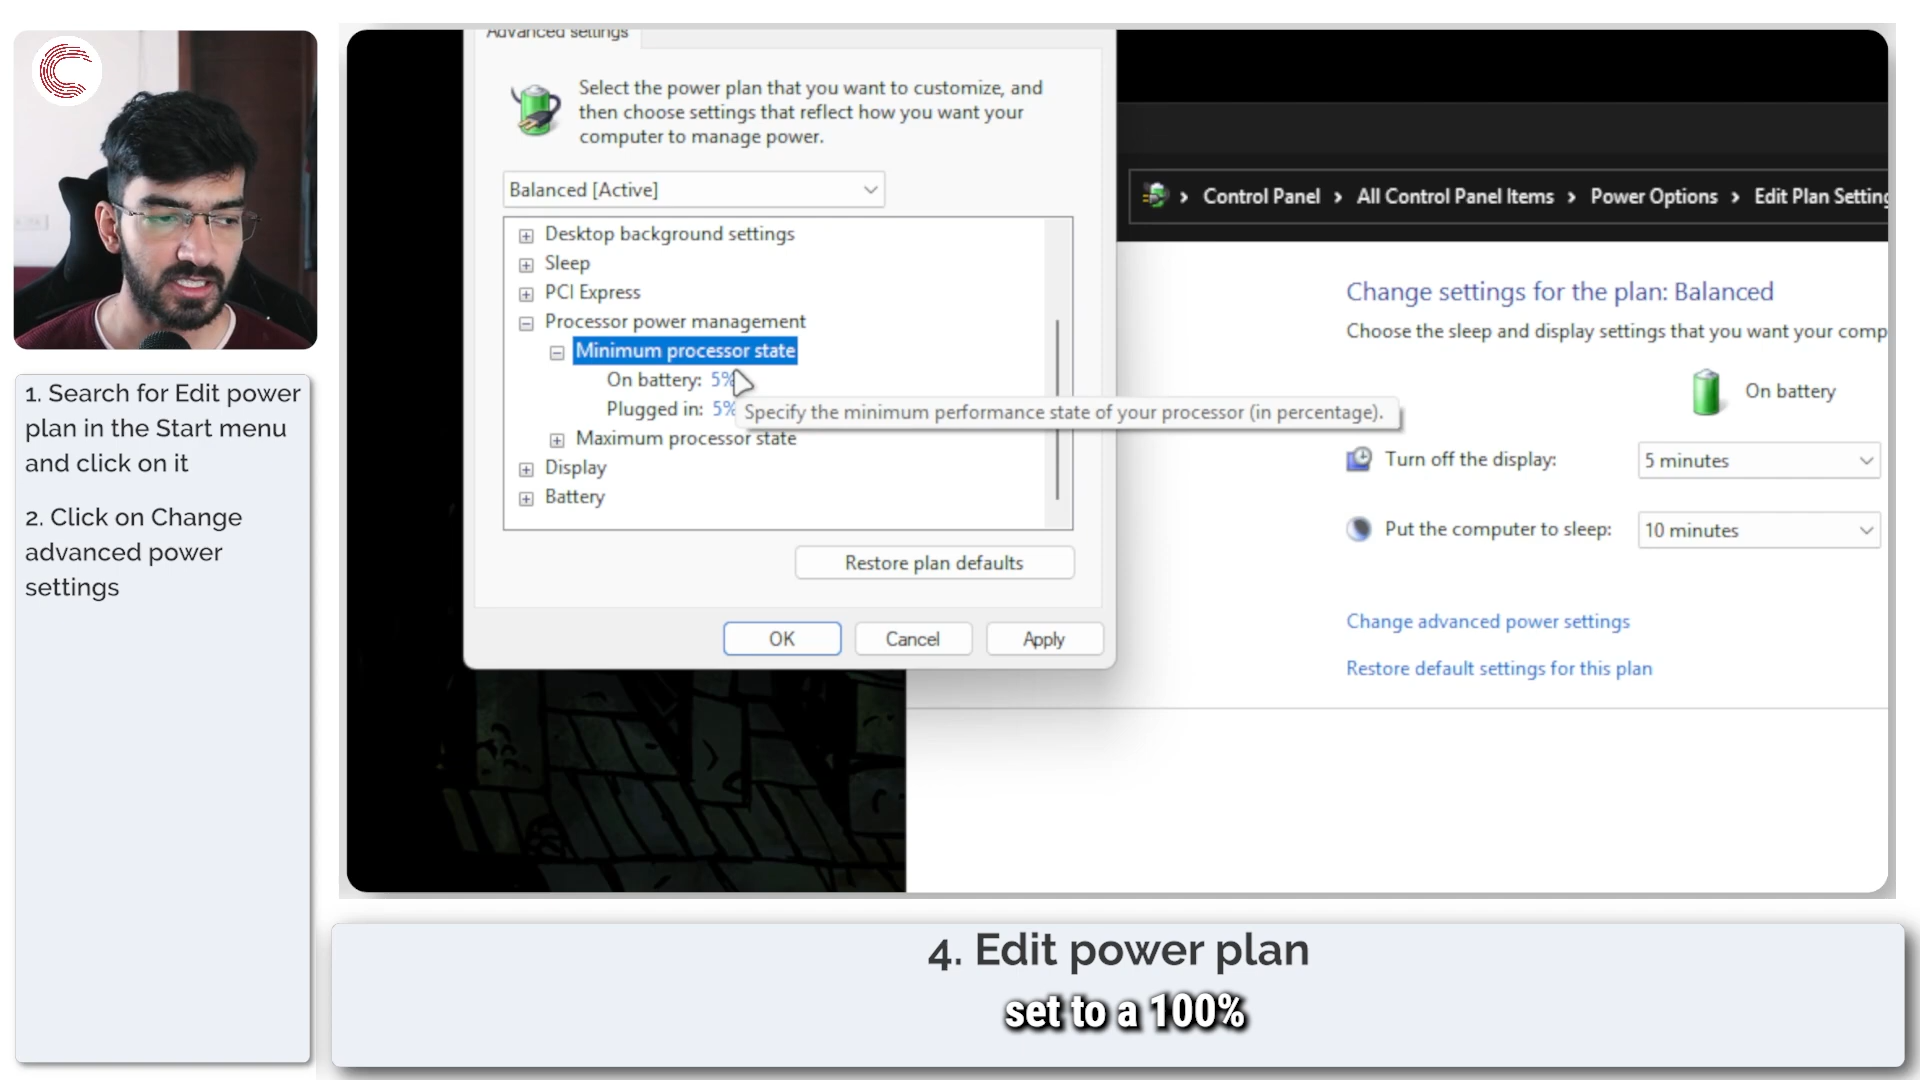 1. Search for Edit power
plan in the Start menu
and click on it
2. Click on Change
advanced power
settings
Advanced settings
Select the power plan that you want to customize, and
then choose settings that reflect how you want your
computer to manage power.
Balanced [Active]
Desktop background settings
Sleep
PCI Express
Processor power management
Minimum processor state
On battery: 5%
Plugged in: 5%
Specify the minimum performance state of your processor (in percentage).
Maximum processor state
Display
Battery
Restore plan defaults
OK
Cancel
Apply
Control Panel > All Control Panel Items > Power Options > Edit Plan Setting
Change settings for the plan: Balanced
Choose the sleep and display settings that you want your comp
On battery
Turn off the display:
5 minutes
Put the computer to sleep:
10 minutes
Change advanced power settings
Restore default settings for this plan
4. Edit power plan
set to a 100%